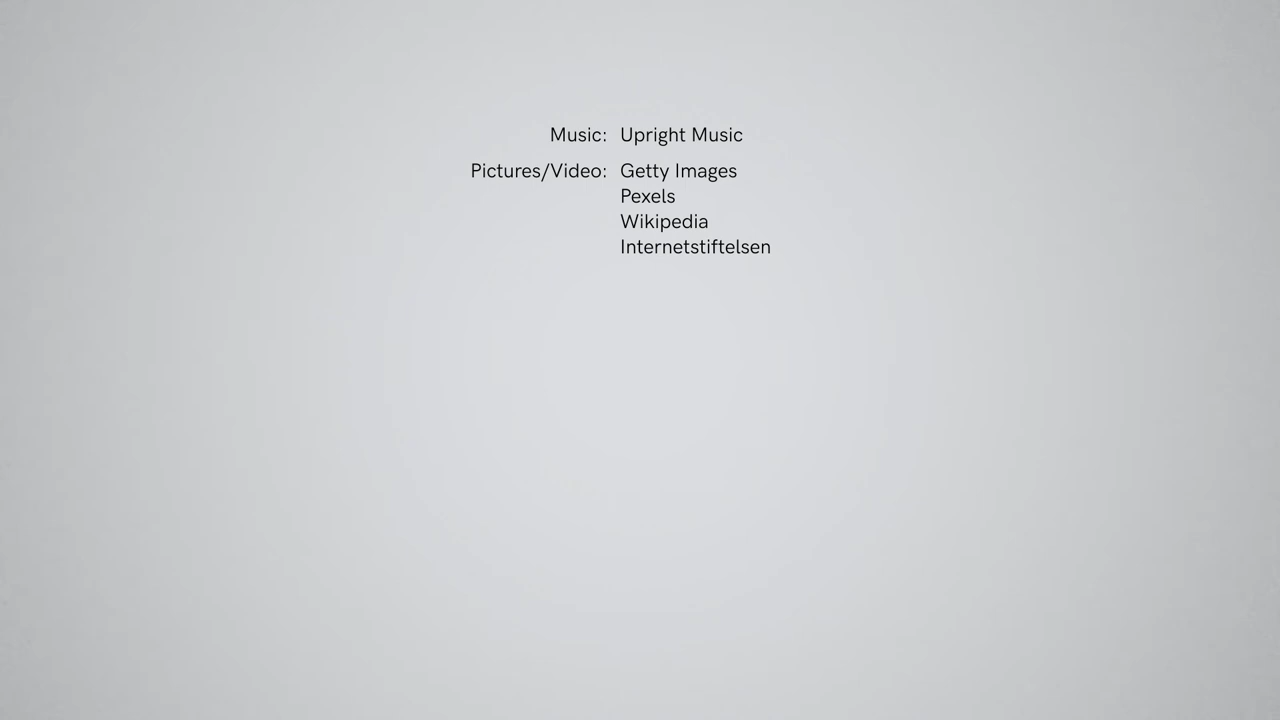 Music: Upright Music
Pictures/Video: Getty Images
Pexels
Wikipedia
Internetstiftelsen